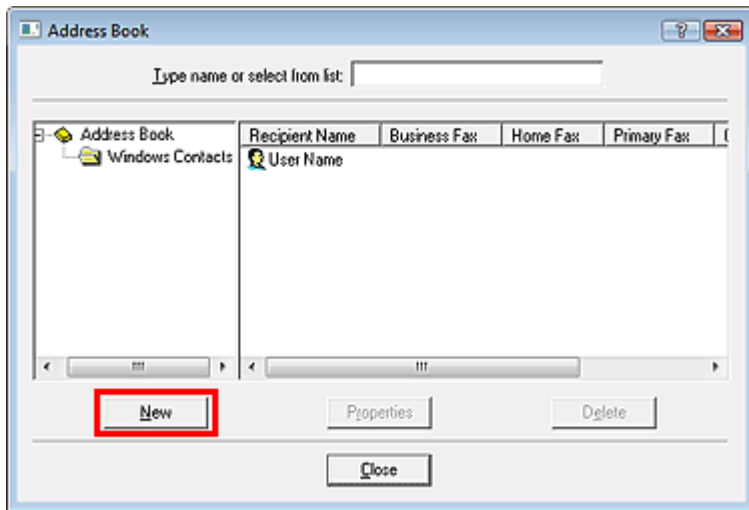 Address Book
Type name or select from list:
Address Book
Windows Contacts
Recipient Name Business Fax Home Fax Primary Fax
User Name
New Properties Delete
Close